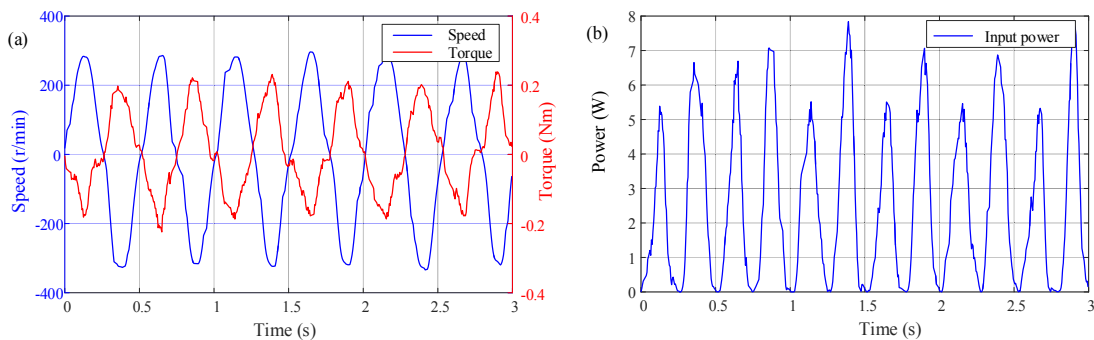 (a)
Speed (r/min)
400
200
0
-200
-400
Speed
Torque
0.4
0.2
0
-0.2
-0.4
Torque (Nm)
0 0.5 1 1.5 2 2.5 3
Time (s)
(b)
Power (W)
8
7
6
5
4
3
2
1
0
Input power
0 0.5 1 1.5 2 2.5 3
Time (s)